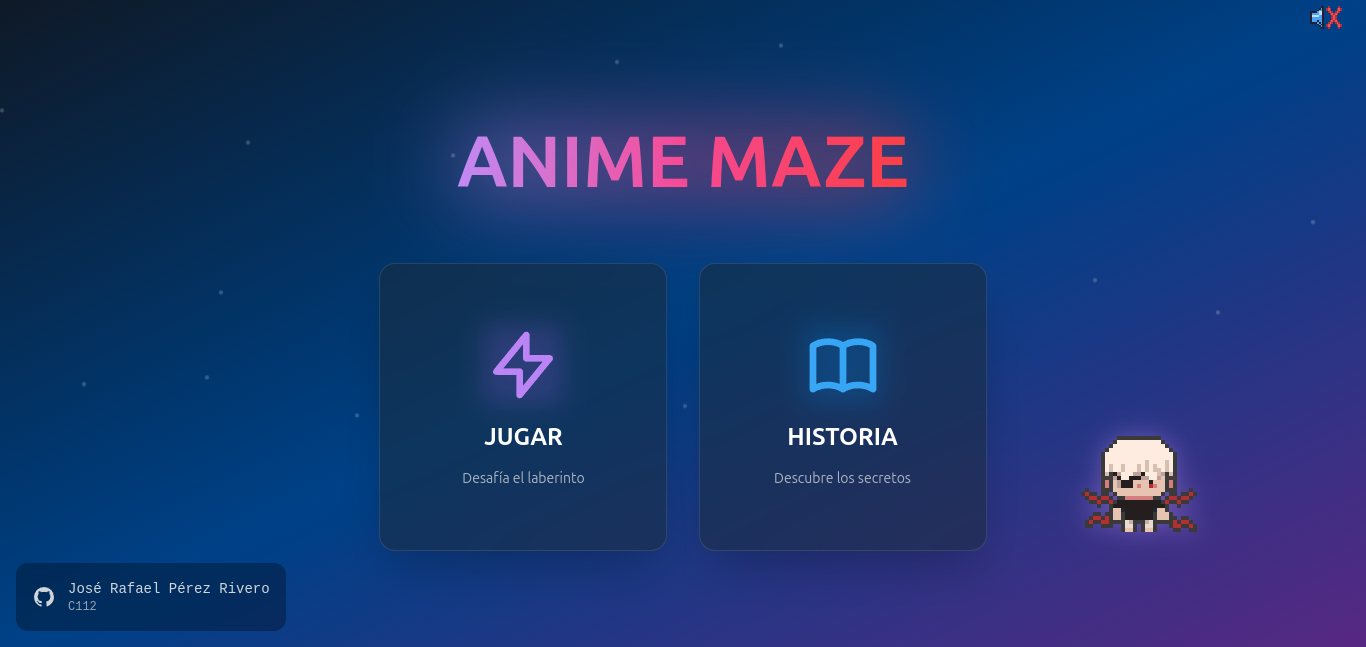 ANIME MAZE
JUGAR
Desafía el laberinto
HISTORIA
Descubre los secretos
José Rafael Pérez Rivero
C112